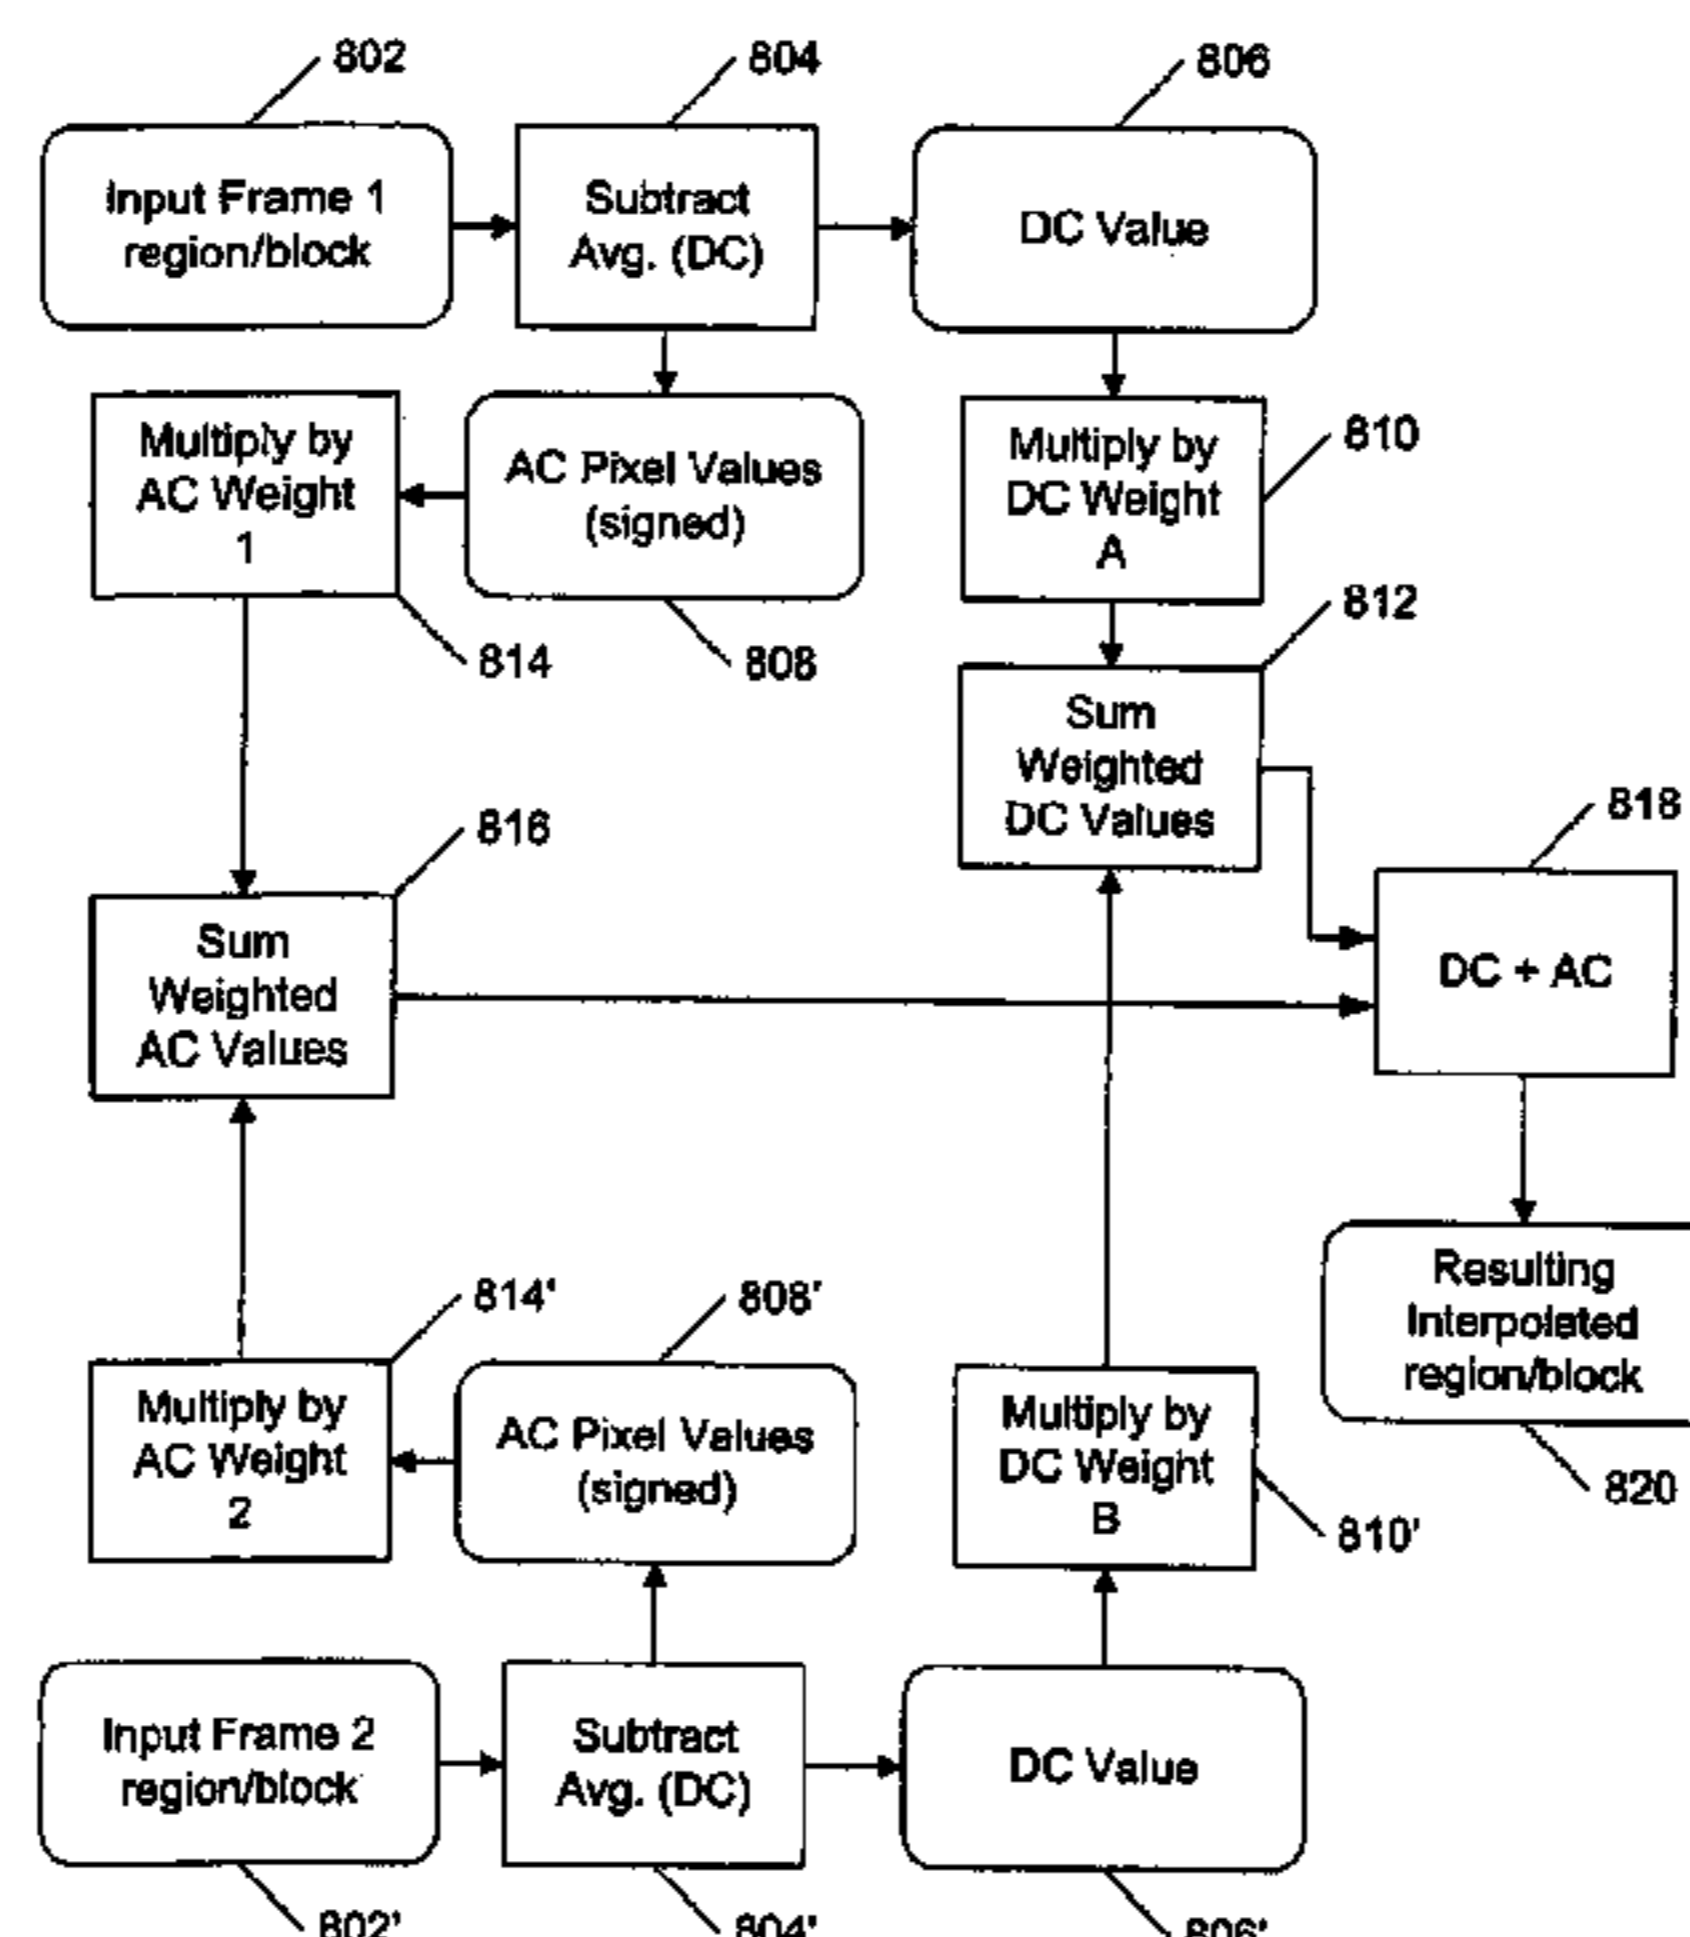 802
804
806
Input Frame 1
region/block
Subtract
Avg. (DC)
DC Value
Multiply by
AC Weight
1
AC Pixel Values
(signed)
Multiply by
DC Weight
A
810
814
808
812
Sum
Weighted
DC Values
816
818
Sum
Weighted
AC Values
DC + AC
814'
808'
Resulting
Interpolated
region/block
Multiply by
AC Weight
2
AC Pixel Values
(signed)
Multiply by
DC Weight
B
820
810'
Input Frame 2
region/block
Subtract
Avg. (DC)
DC Value
802'
804'
806'